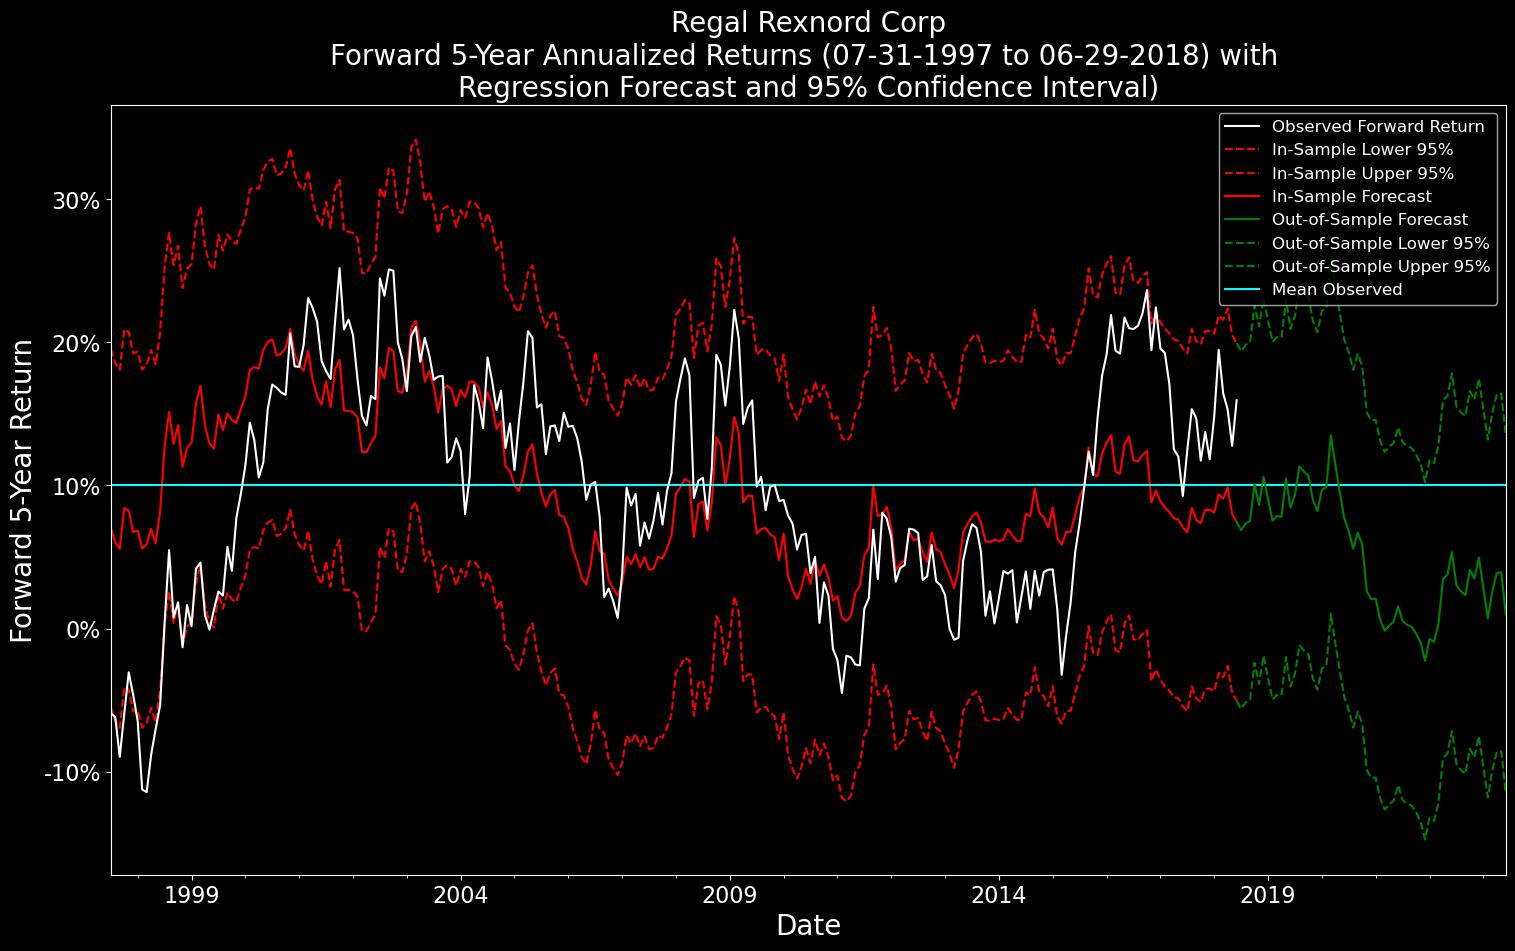 Regal Rexnord Corp
Forward 5-Year Annualized Returns (07-31-1997 to 06-29-2018) with
Regression Forecast and 95% Confidence Interval)
Observed Forward Return
In-Sample Lower 95%
In-Sample Upper 95%
In-Sample Forecast
Out-of-Sample Forecast
Out-of-Sample Lower 95%
Out-of-Sample Upper 95%
Mean Observed
Forward 5-Year Return
30%
20%
10%
0%
-10%
1999 2004 2009 2014 2019
Date